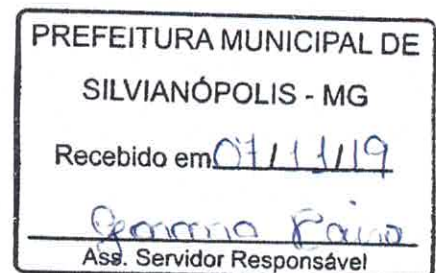 PREFEITURA MUNICIPAL DE
SILVIANÓPOLIS - MG
Recebido em 07/11/19
Ass. Servidor Responsável